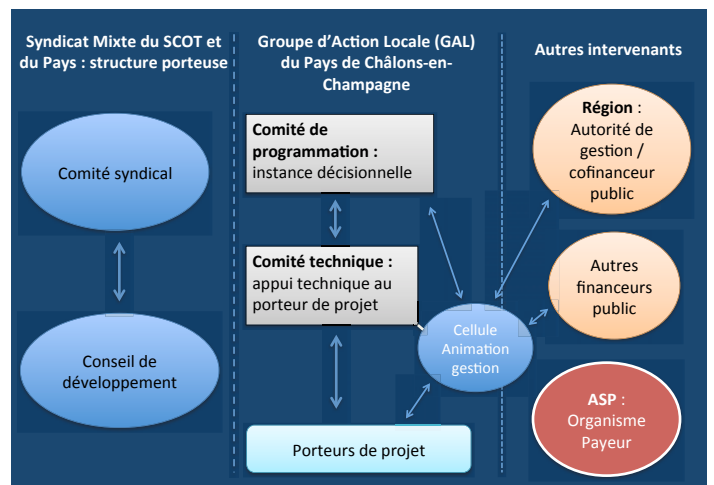 Syndicat Mixte du SCOT et
du Pays : structure porteuse
Comité syndical
Conseil de
développement
Groupe d'Action Locale (GAL)
du Pays de Châlons-en-
Champagne
Comité de
programmation :
instance décisionnelle
Comité technique :
appui technique au
porteur de projet
Cellule
Animation
gestion
Porteurs de projet
Autres intervenants
Région :
Autorité de
gestion /
cofinanceur
public
Autres
financeurs
public
ASP :
Organisme
Payeur